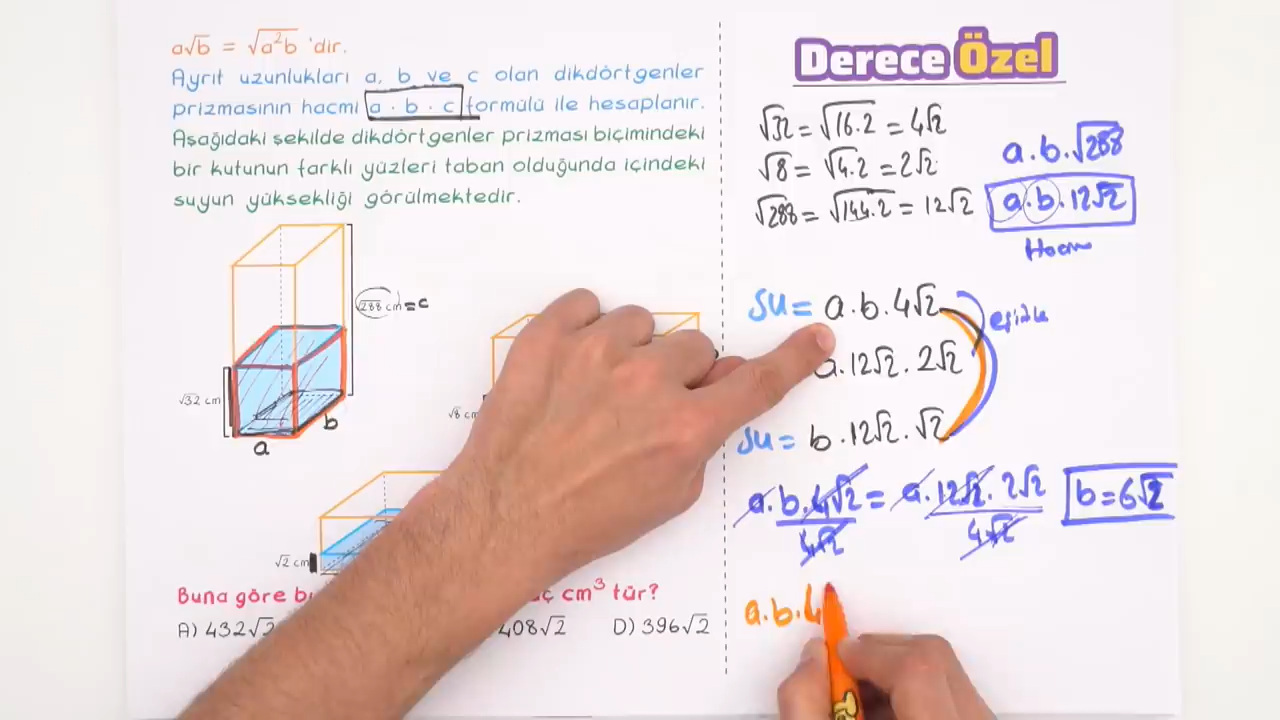 a√b = √a²b 'dir.
Ayrıt uzunlukları a, b ve c olan dikdörtgenler
prizmasının hacmi a · b · c formülü ile hesaplanır.
Aşağıdaki şekilde dikdörtgenler prizması biçimindeki
bir kutunun farklı yüzleri taban olduğunda içindeki
suyun yüksekliği görülmektedir.
√288 cm = c
√32 cm
a
b
√8 cm
√2 cm
Buna göre cm³ tür?
A) 432√2 408√2 D) 396√2
Derece Özel
√32 = √16.2 = 4√2
√8 = √4.2 = 2√2
√288 = √144.2 = 12√2
a.b.√288
a.b.12√2
Hacm
SU = a.b.4√2
eşitlik
a.12√2.2√2
SU = b.12√2.√2
a.b.4√2 = a.12√2.2√2
4√2 4√2
b=6√2
a.b.4